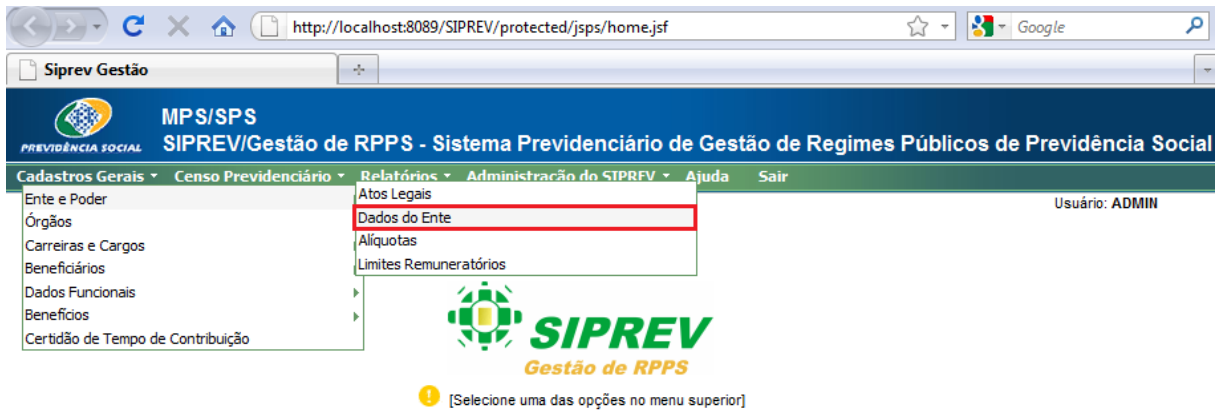 http://localhost:8089/SIPREV/protected/jsps/home.jsf
Google
Siprev Gestão
PREVIDÊNCIA SOCIAL
MPS/SPS
SIPREV/Gestão de RPPS - Sistema Previdenciário de Gestão de Regimes Públicos de Previdência Social
Cadastros Gerais Censo Previdenciário Relatórios Administração do SIPREV Ajuda Sair
Usuário: ADMIN
Ente e Poder
Órgãos
Carreiras e Cargos
Beneficiários
Dados Funcionais
Benefícios
Certidão de Tempo de Contribuição
Atos Legais
Dados do Ente
Alíquotas
Limites Remuneratórios
SIPREV
Gestão de RPPS
[Selecione uma das opções no menu superior]